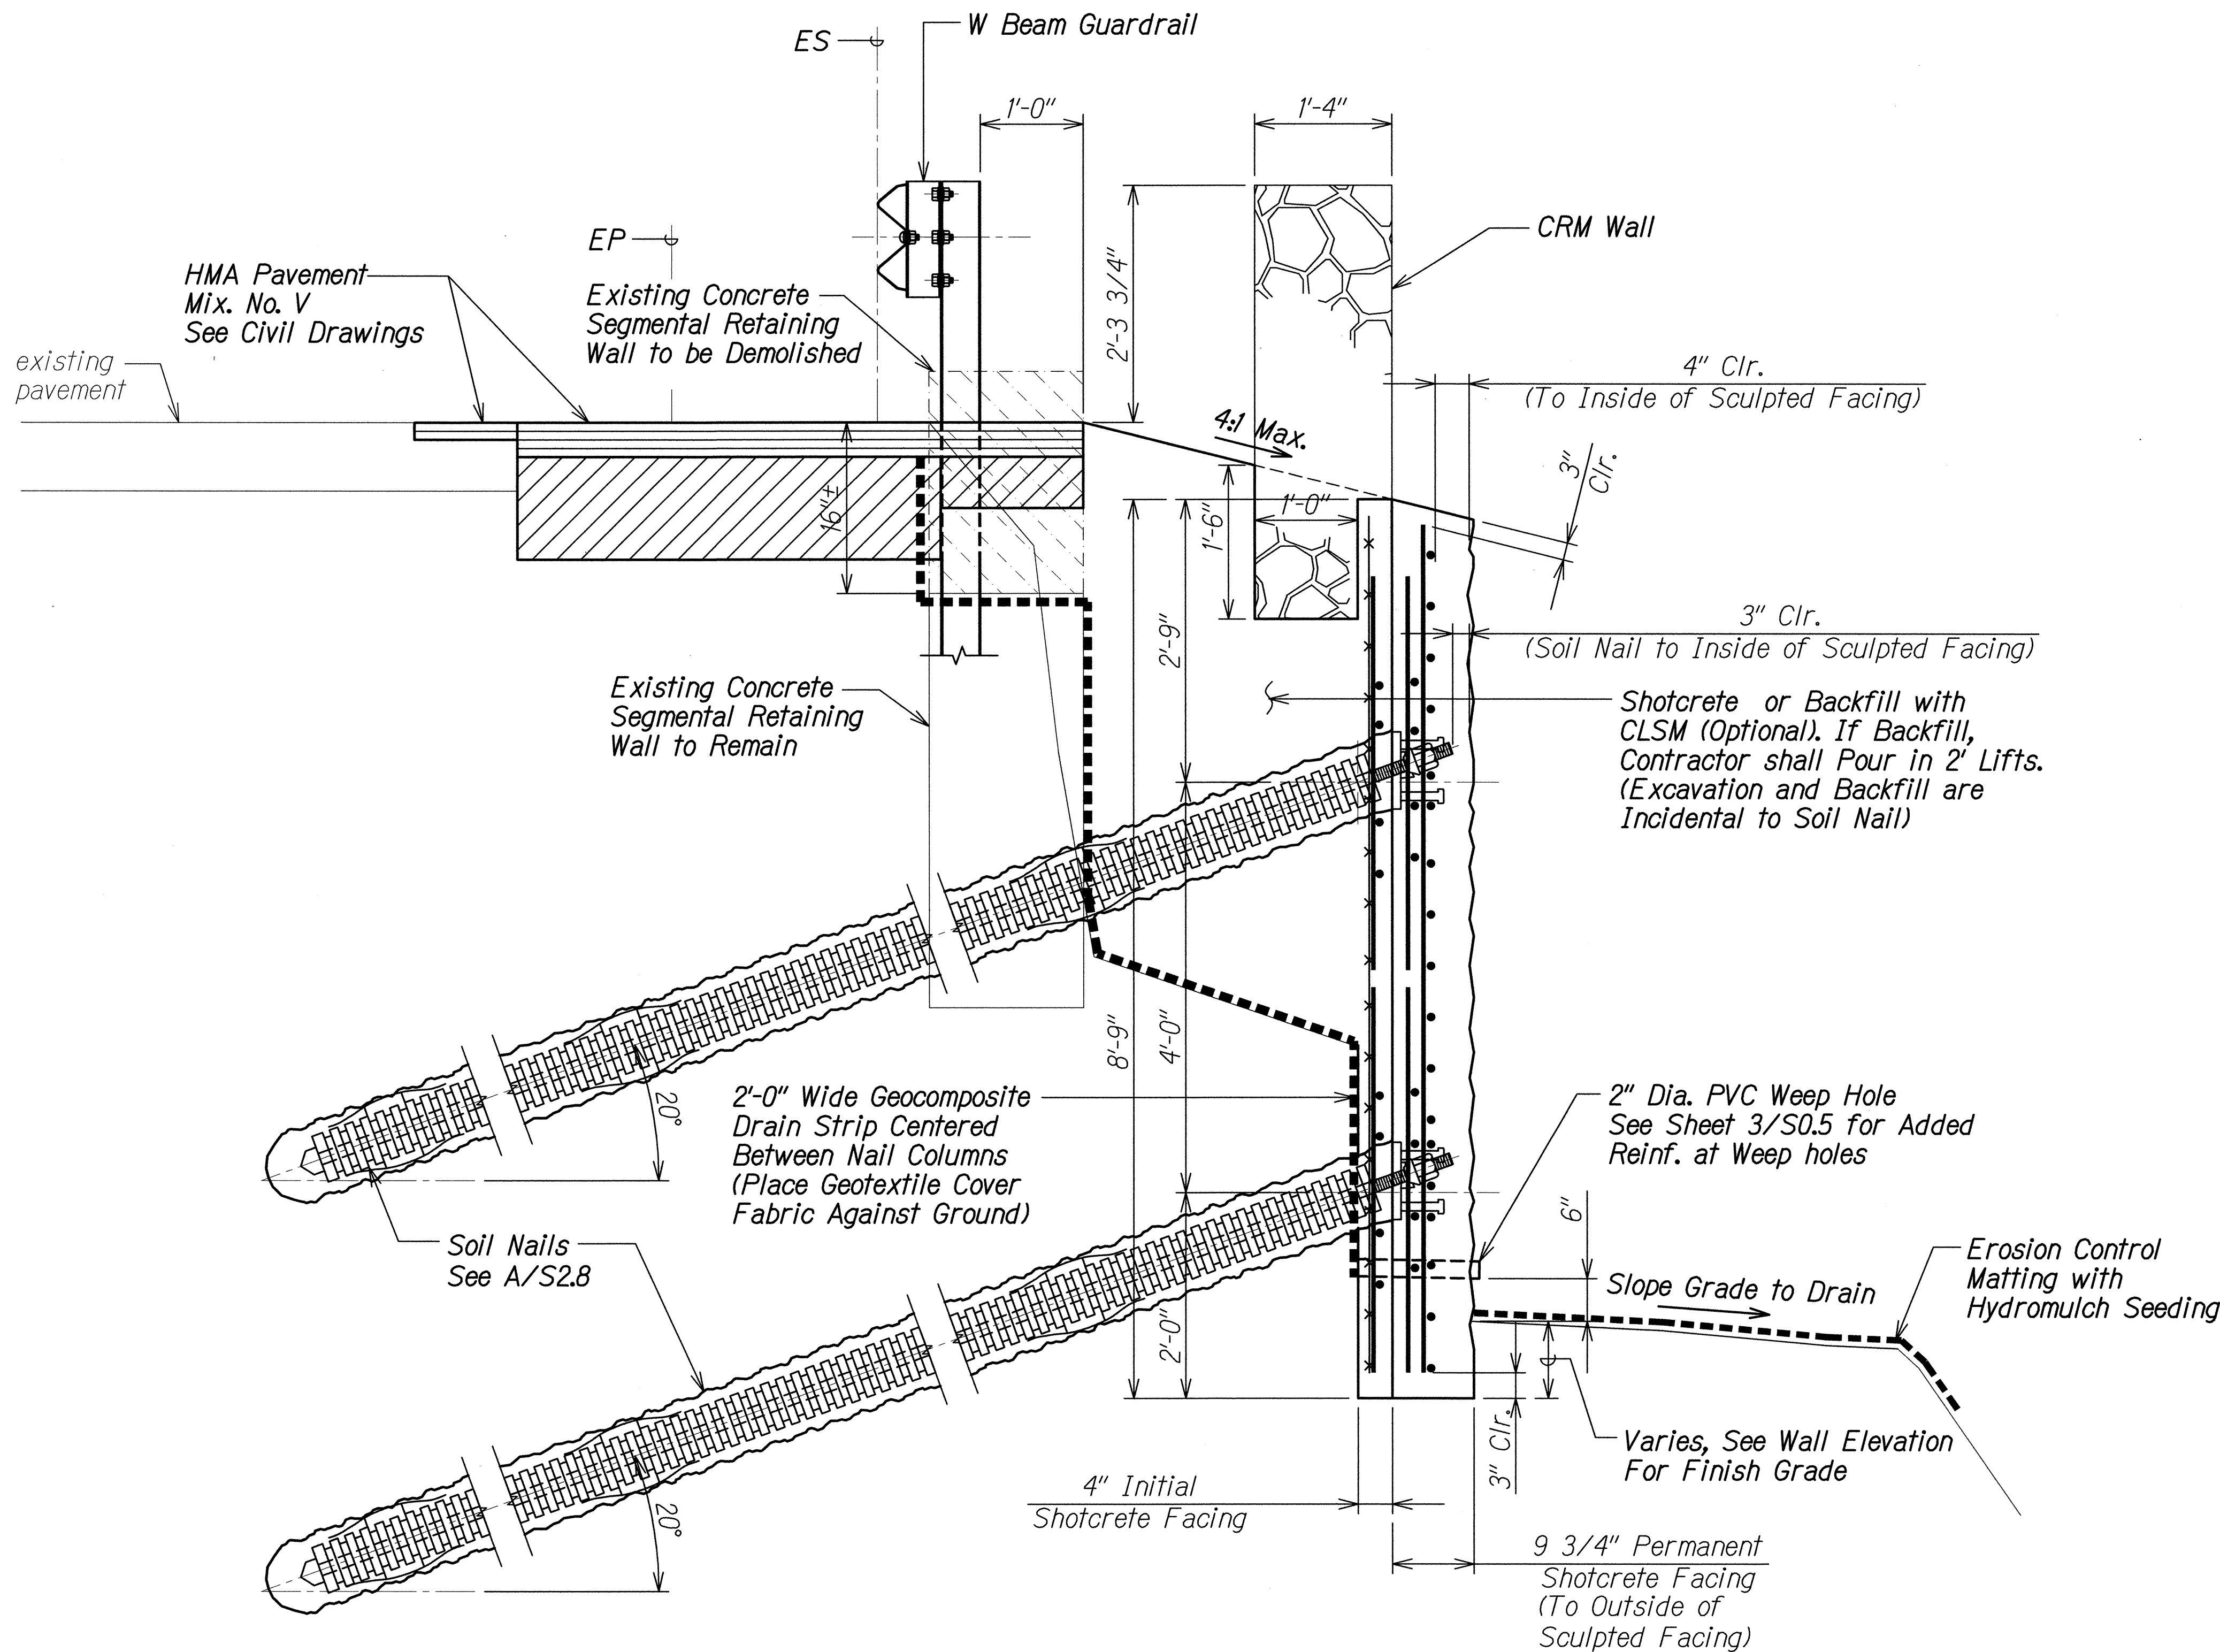 W Beam Guardrail
ES
1'-0"
1'-4"
EP
CRM Wall
HMA Pavement
Mix. No. V
See Civil Drawings
Existing Concrete
Segmental Retaining
Wall to be Demolished
2'-3 3/4"
existing
pavement
4" Clr.
(To Inside of Sculpted Facing)
4:1 Max.
3"
Clr.
16"±
1'-6"
1'-0"
3" Clr.
(Soil Nail to Inside of Sculpted Facing)
2'-9"
Existing Concrete
Segmental Retaining
Wall to Remain
Shotcrete or Backfill with
CLSM (Optional). If Backfill,
Contractor shall Pour in 2' Lifts.
(Excavation and Backfill are
Incidental to Soil Nail)
8'-9"
4'-0"
20°
2'-0" Wide Geocomposite
Drain Strip Centered
Between Nail Columns
(Place Geotextile Cover
Fabric Against Ground)
2" Dia. PVC Weep Hole
See Sheet 3/S0.5 for Added
Reinf. at Weep holes
6"
Soil Nails
See A/S2.8
Erosion Control
Matting with
Hydromulch Seeding
Slope Grade to Drain
2'-0"
3" Clr.
Varies, See Wall Elevation
For Finish Grade
20°
4" Initial
Shotcrete Facing
9 3/4" Permanent
Shotcrete Facing
(To Outside of
Sculpted Facing)